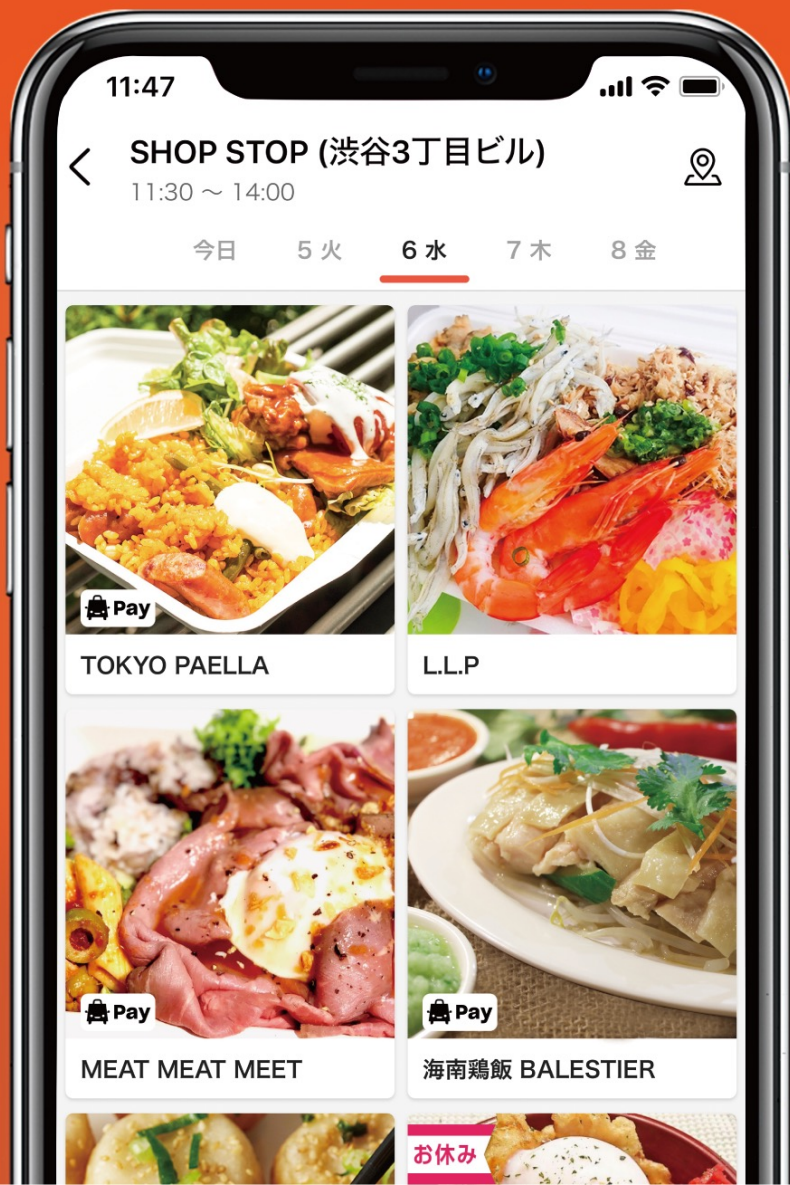 11:47
SHOP STOP (渋谷3丁目ビル)
11:30 ～ 14:00
今日 5 火 6 水 7 木 8 金
Pay
TOKYO PAELLA
L.L.P
Pay
Pay
MEAT MEAT MEET
海南鶏飯 BALESTIER
お休み